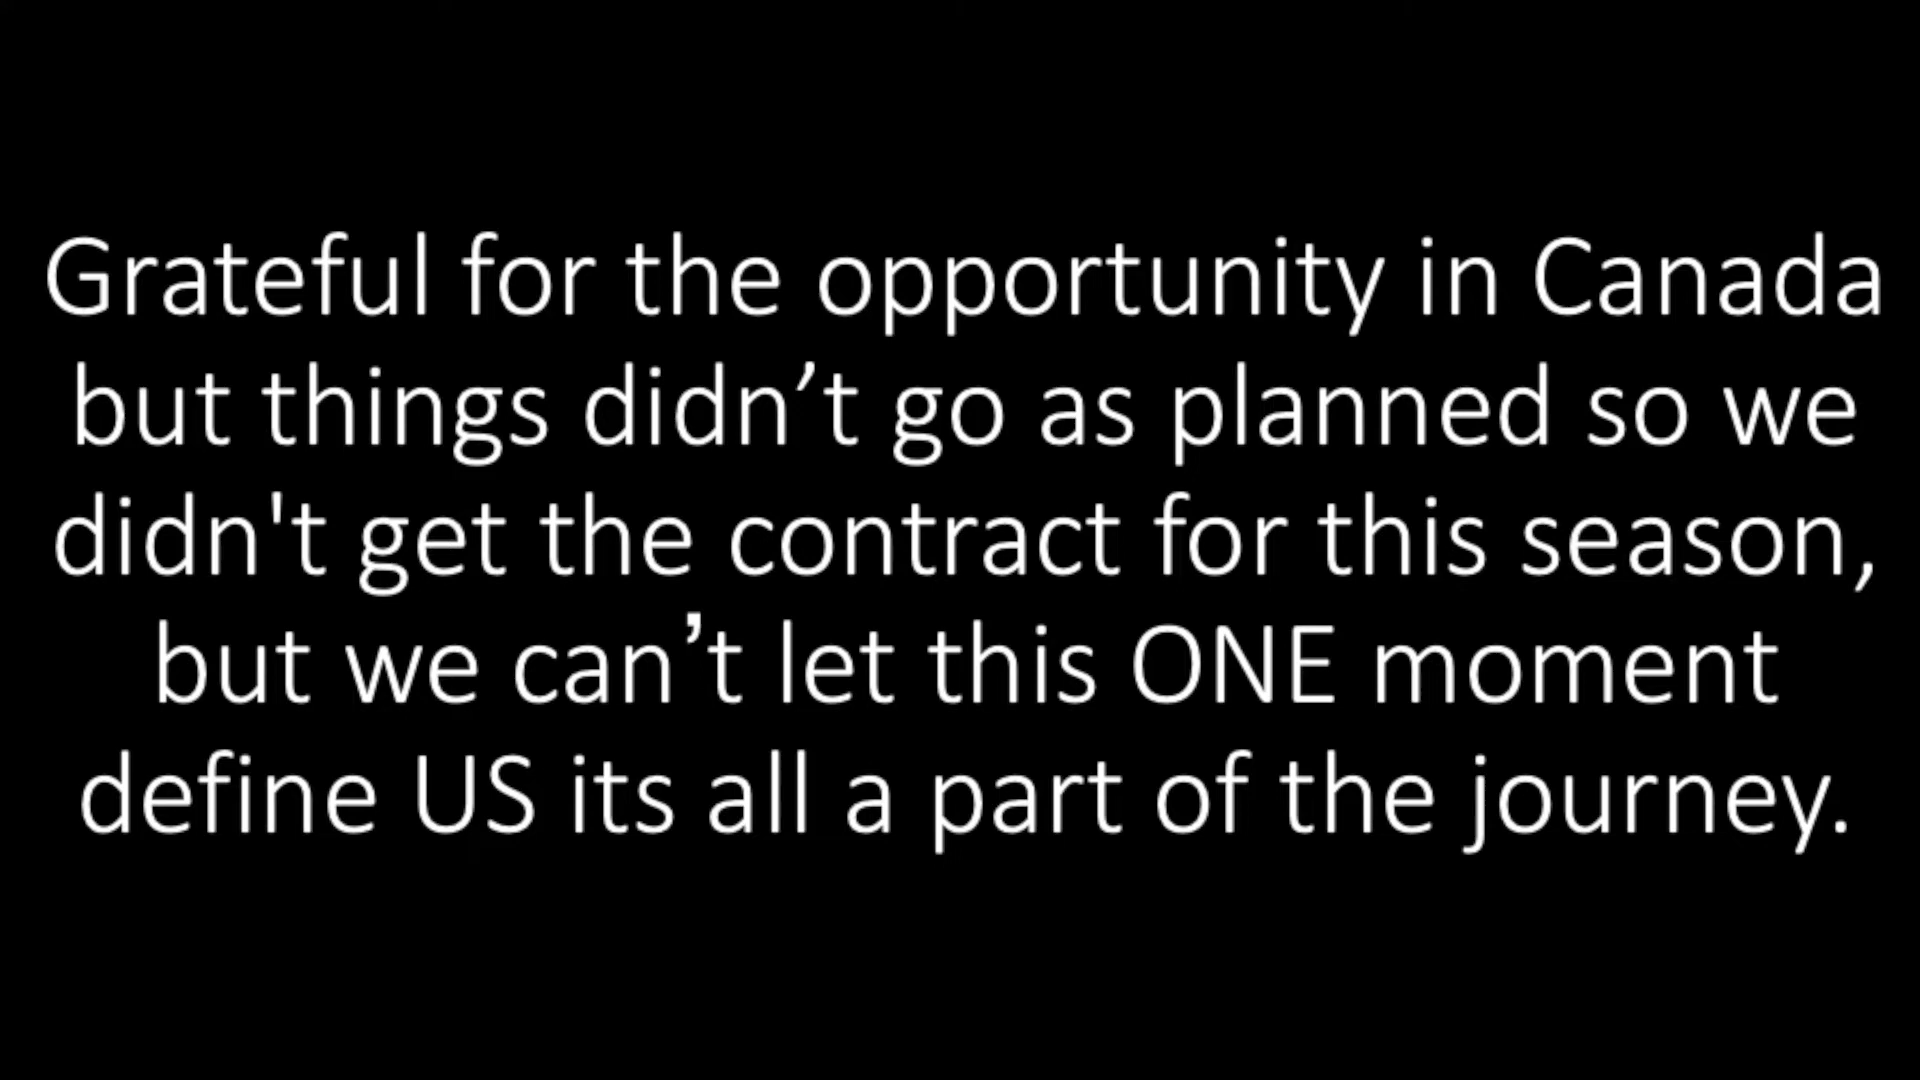 Grateful for the opportunity in Canada
but things didn’t go as planned so we
didn't get the contract for this season,
but we can’t let this ONE moment
define US its all a part of the journey.